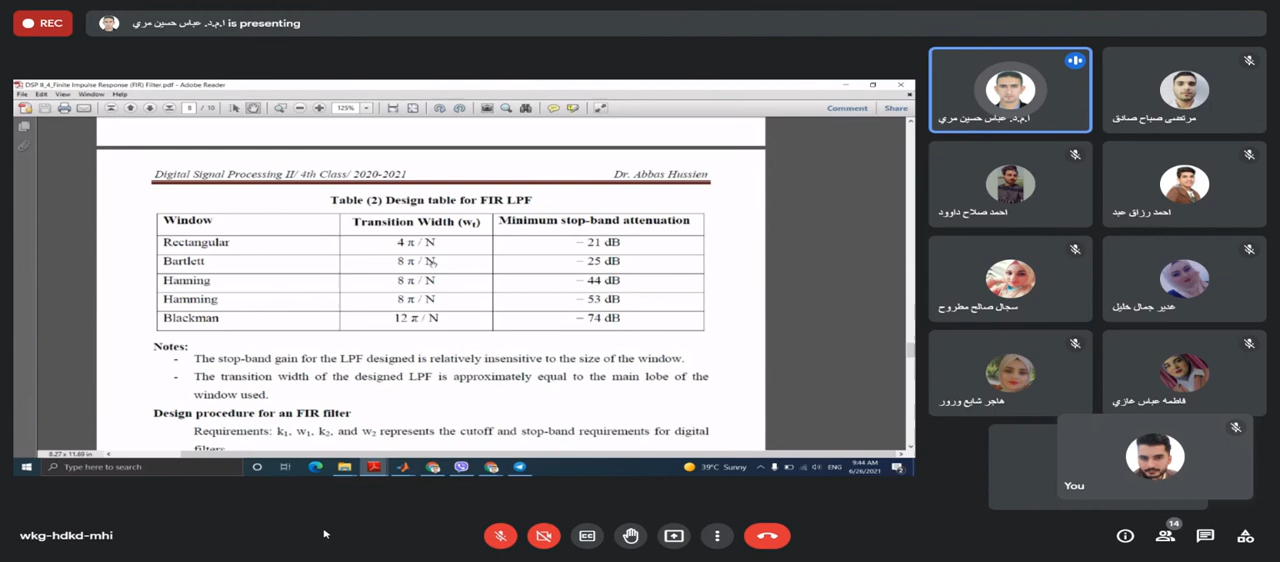 REC
ا.م.د. عباس حسين مري is presenting
DSP II_4_Finite Impulse Response (FIR) Filter.pdf - Adobe Reader
File Edit View Window Help
8 / 10
125%
Comment Share
Digital Signal Processing II/ 4th Class/ 2020-2021 Dr. Abbas Hussien
Table (2) Design table for FIR LPF
Window Transition Width (wt) Minimum stop-band attenuation
Rectangular 4 π / N – 21 dB
Bartlett 8 π / N – 25 dB
Hanning 8 π / N – 44 dB
Hamming 8 π / N – 53 dB
Blackman 12 π / N – 74 dB
Notes:
- The stop-band gain for the LPF designed is relatively insensitive to the size of the window.
- The transition width of the designed LPF is approximately equal to the main lobe of the
window used.
Design procedure for an FIR filter
Requirements: k1, w1, k2, and w2 represents the cutoff and stop-band requirements for digital
filters
8.27 x 11.69 in
Type here to search
39°C Sunny
ENG
9:44 AM
6/26/2021
2
ا.م.د. عباس حسين مري
مرتضى صباح صادق
احمد صلاح داوود
احمد رزاق عبد
سجال صالح مطروح
غدير جمال خليل
هاجر شايع ورور
فاطمه عباس غازي
You
wkg-hdkd-mhi
14